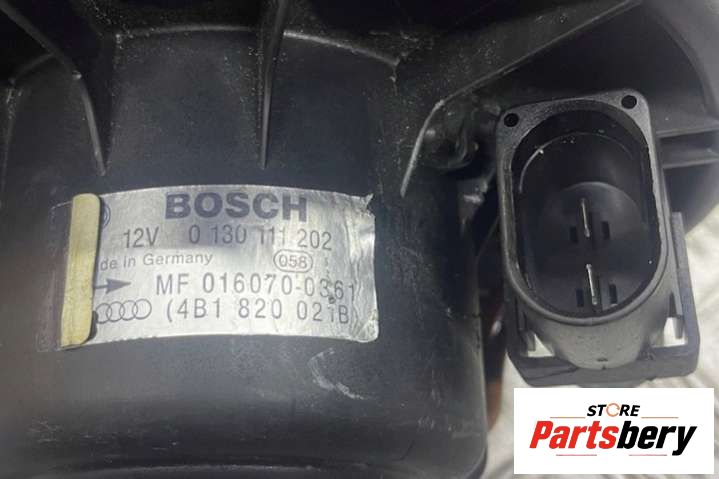 BOSCH
12V 0 130 111 202
de in Germany 058
MF 016070-0361
(4B1 820 021B)
STORE
Partsbery